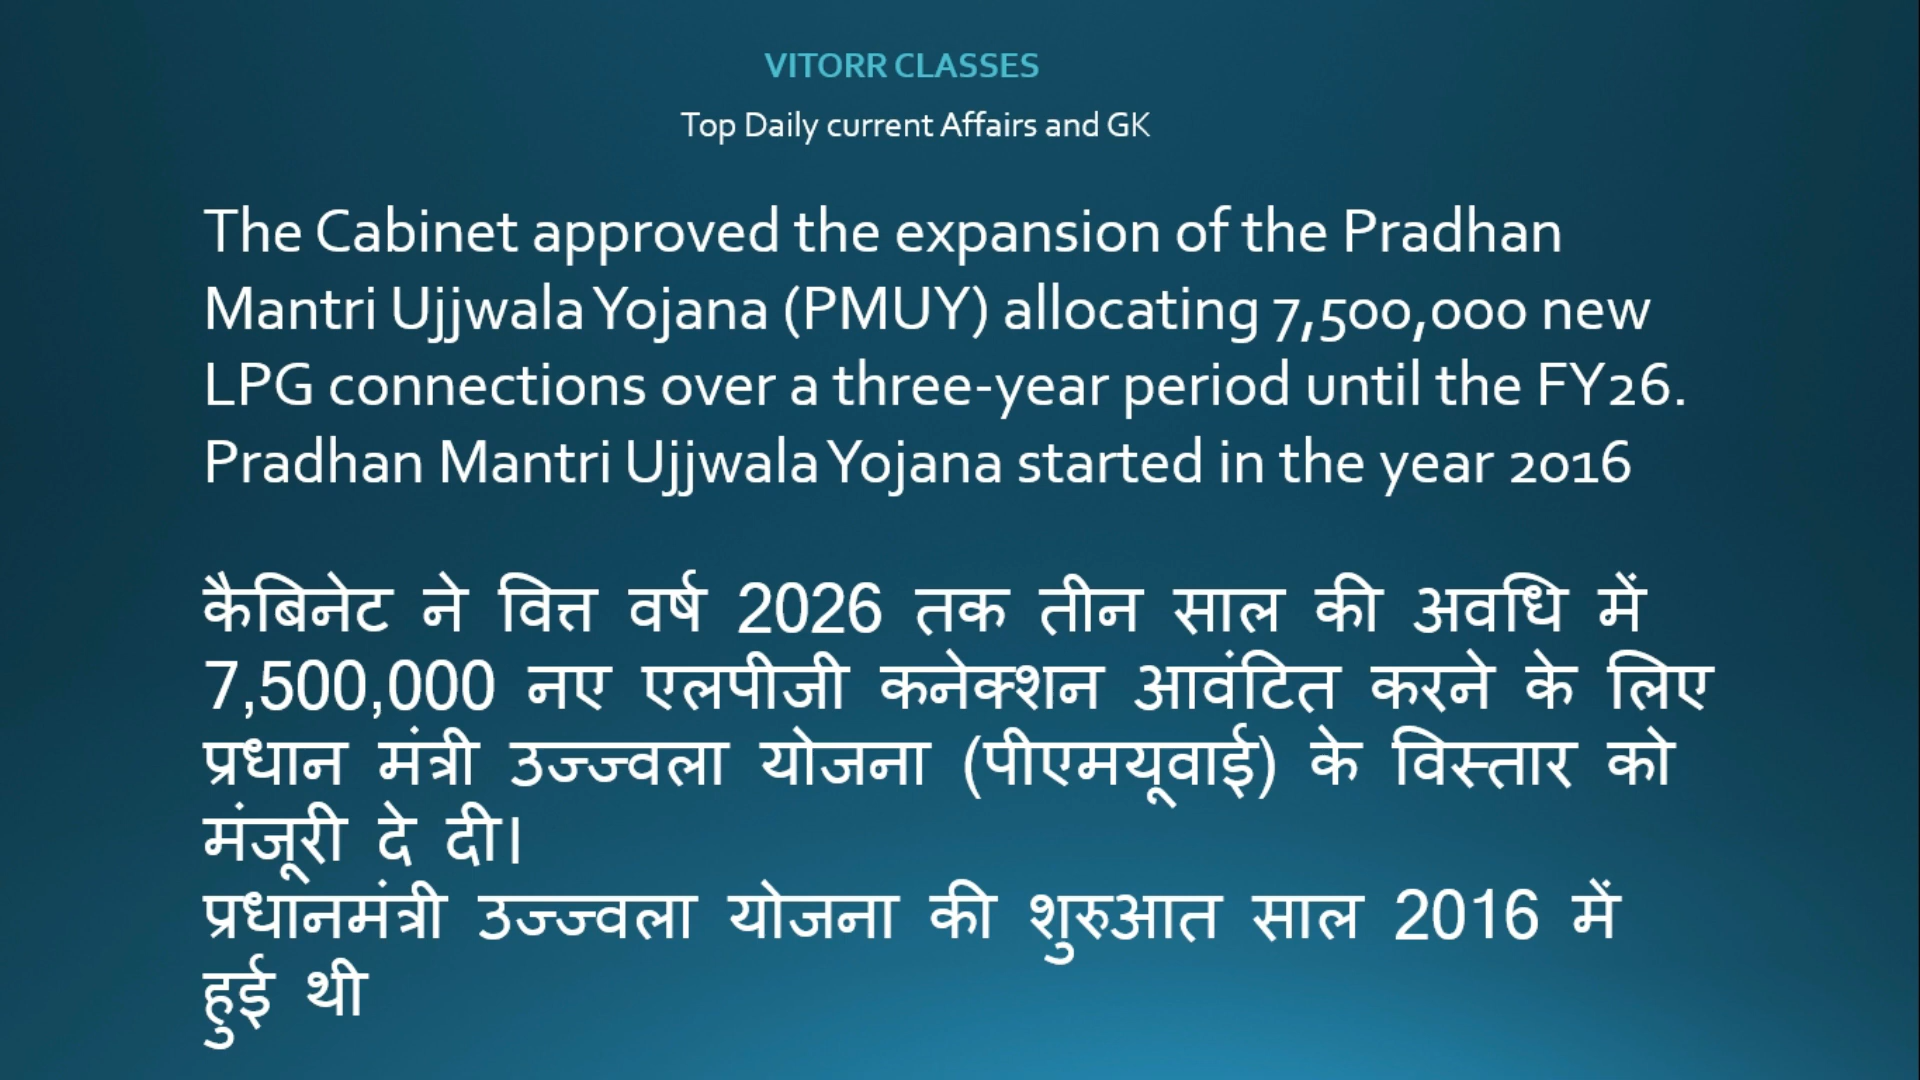 VITORR CLASSES
Top Daily current Affairs and GK
The Cabinet approved the expansion of the Pradhan
Mantri Ujjwala Yojana (PMUY) allocating 7,500,000 new
LPG connections over a three-year period until the FY26.
Pradhan Mantri Ujjwala Yojana started in the year 2016
कैबिनेट ने वित्त वर्ष 2026 तक तीन साल की अवधि में
7,500,000 नए एलपीजी कनेक्शन आवंटित करने के लिए
प्रधान मंत्री उज्ज्वला योजना (पीएमयूवाई) के विस्तार को
मंजूरी दे दी।
प्रधानमंत्री उज्ज्वला योजना की शुरुआत साल 2016 में
हुई थी